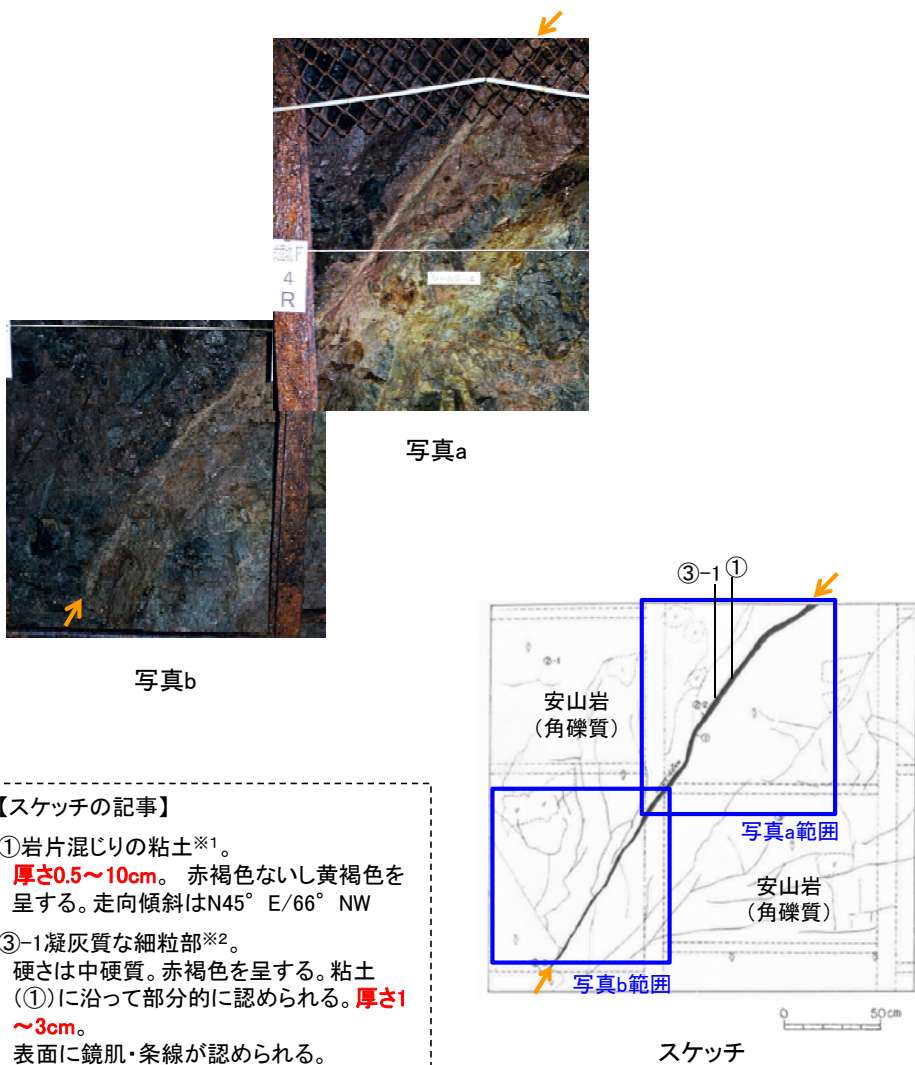 F
4
R
写真a
写真b
③-1
①
②-1
安山岩
(角礫質)
②-2
写真a範囲
安山岩
(角礫質)
写真b範囲
0
50cm
スケッチ
【スケッチの記事】
①岩片混じりの粘土※1。
厚さ0.5~10cm。 赤褐色ないし黄褐色を
呈する。走向傾斜はN45°E/66°NW
③-1凝灰質な細粒部※2。
硬さは中硬質。赤褐色を呈する。粘土
(①)に沿って部分的に認められる。厚さ1
~3cm。
表面に鏡肌・条線が認められる。